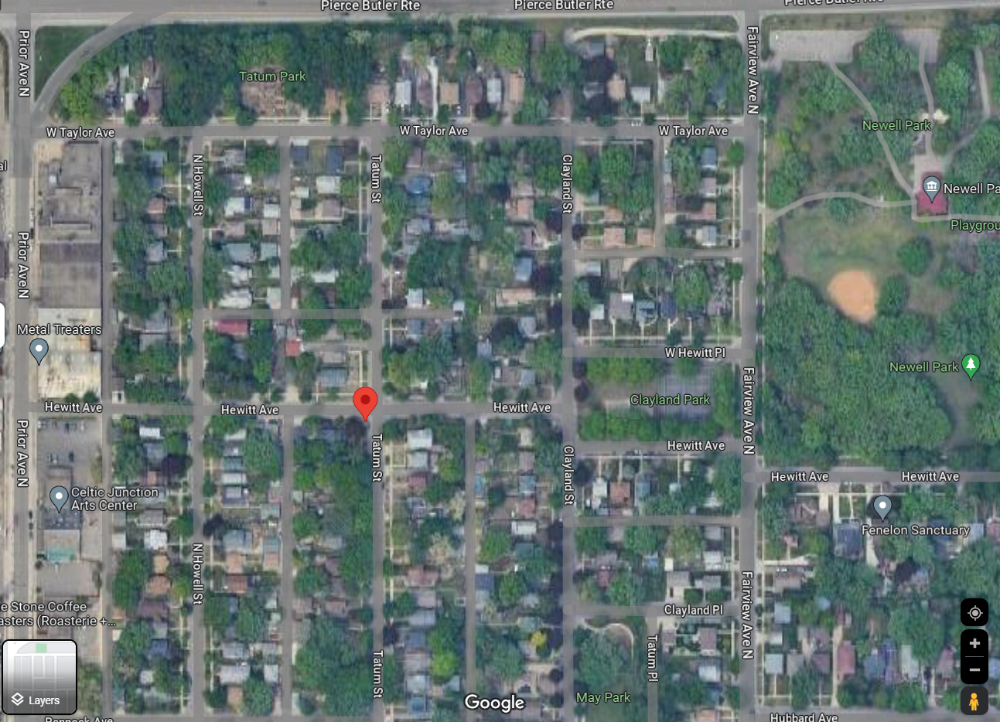 Pierce Butler Rte
Pierce Butler Rte
Pierce Butler Rte
Prior Ave N
Fairview Ave N
Tatum Park
Newell Park
W Taylor Ave
W Taylor Ave
W Taylor Ave
al
N Howell St
Tatum St
Clayland St
Newell Pa
Playgrou
Prior Ave N
Metal Treaters
W Hewitt Pl
Newell Park
Clayland Park
Fairview Ave N
Hewitt Ave
Hewitt Ave
Hewitt Ave
Prior Ave N
Tatum St
Clayland St
Hewitt Ave
Hewitt Ave
Hewitt Ave
Celtic Junction
Arts Center
Fenelon Sanctuary
N Howell St
Fairview Ave N
e Stone Coffee
asters (Roasterie +...
Clayland Pl
Tatum Pl
Tatum St
Layers
Google
May Park
Hubbard Ave